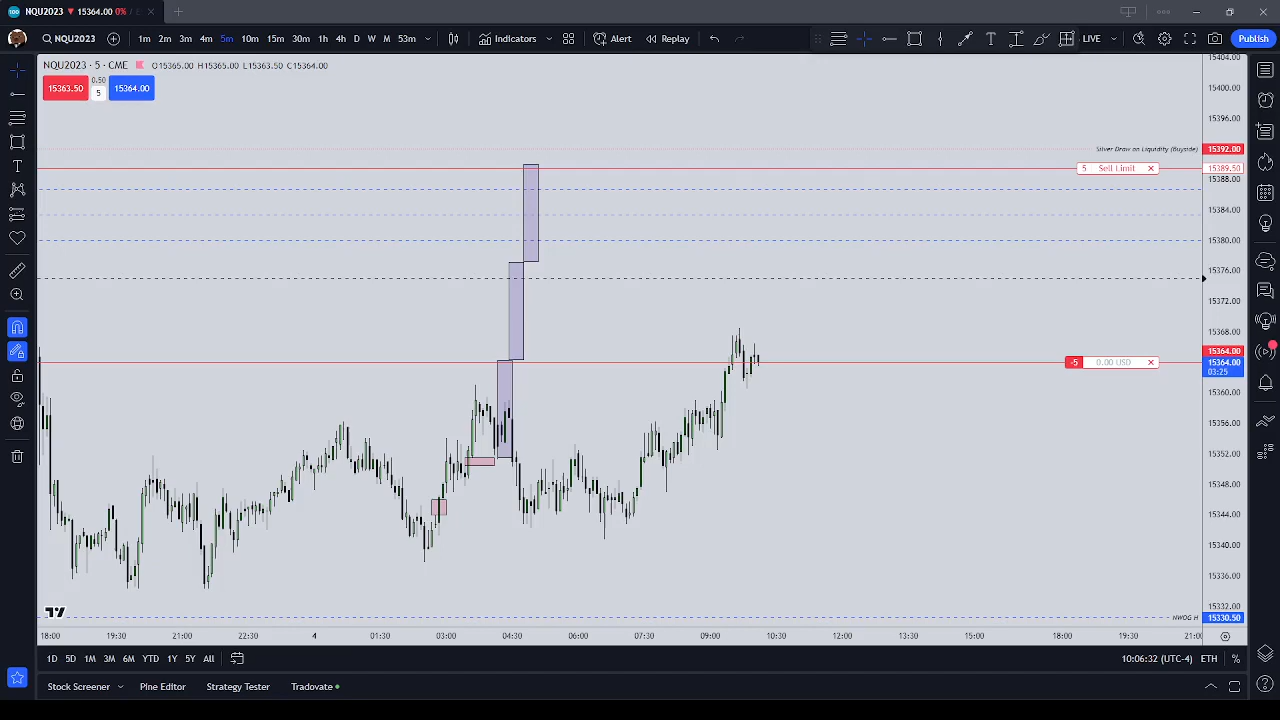 NQU2023 ▼ 15364.00 0% /
NQU2023 1m 2m 3m 4m 5m 10m 15m 30m 1h 4h D W M 53m Indicators Alert Replay LIVE Publish
NQU2023 · 5 · CME O15365.00 H15365.00 L15363.50 C15364.00
15363.50 0.50 5 15364.00
15404.00
15400.00
15396.00
Silver Draw on Liquidity (Buyside) 15392.00
5 Sell Limit 15389.50
15388.00
15384.00
15380.00
15376.00
15372.00
15368.00
15364.00
-5 0.00 USD 15364.00
03:25
15360.00
15356.00
15352.00
15348.00
15344.00
15340.00
15336.00
15332.00
NWOG H 15330.50
18:00 19:30 21:00 22:30 4 01:30 03:00 04:30 06:00 07:30 09:00 10:30 12:00 13:30 15:00 18:00 19:30 21:00
1D 5D 1M 3M 6M YTD 1Y 5Y All 10:06:32 (UTC-4) ETH %
Stock Screener Pine Editor Strategy Tester Tradovate